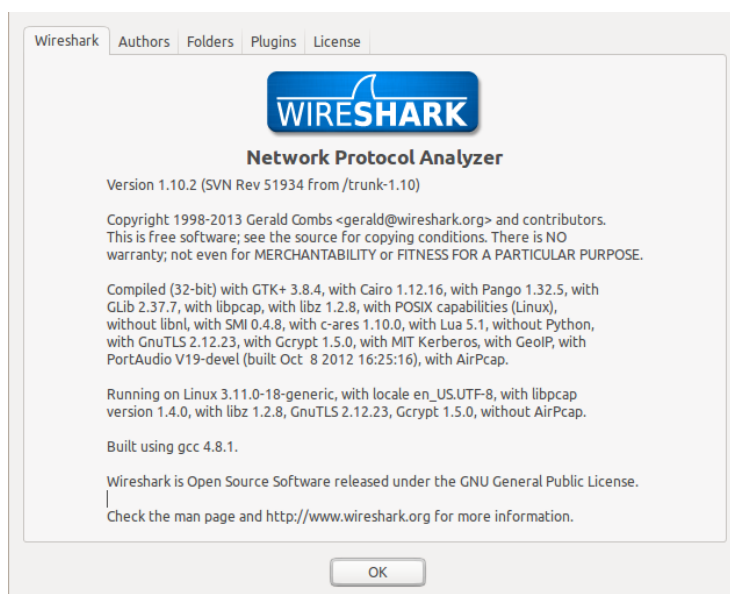 Wireshark Authors Folders Plugins License
WIRESHARK
Network Protocol Analyzer
Version 1.10.2 (SVN Rev 51934 from /trunk-1.10)
Copyright 1998-2013 Gerald Combs <gerald@wireshark.org> and contributors.
This is free software; see the source for copying conditions. There is NO
warranty; not even for MERCHANTABILITY or FITNESS FOR A PARTICULAR PURPOSE.
Compiled (32-bit) with GTK+ 3.8.4, with Cairo 1.12.16, with Pango 1.32.5, with
GLib 2.37.7, with libpcap, with libz 1.2.8, with POSIX capabilities (Linux),
without libnl, with SMI 0.4.8, with c-ares 1.10.0, with Lua 5.1, without Python,
with GnuTLS 2.12.23, with Gcrypt 1.5.0, with MIT Kerberos, with GeoIP, with
PortAudio V19-devel (built Oct  8 2012 16:25:16), with AirPcap.
Running on Linux 3.11.0-18-generic, with locale en_US.UTF-8, with libpcap
version 1.4.0, with libz 1.2.8, GnuTLS 2.12.23, Gcrypt 1.5.0, without AirPcap.
Built using gcc 4.8.1.
Wireshark is Open Source Software released under the GNU General Public License.
Check the man page and http://www.wireshark.org for more information.
OK